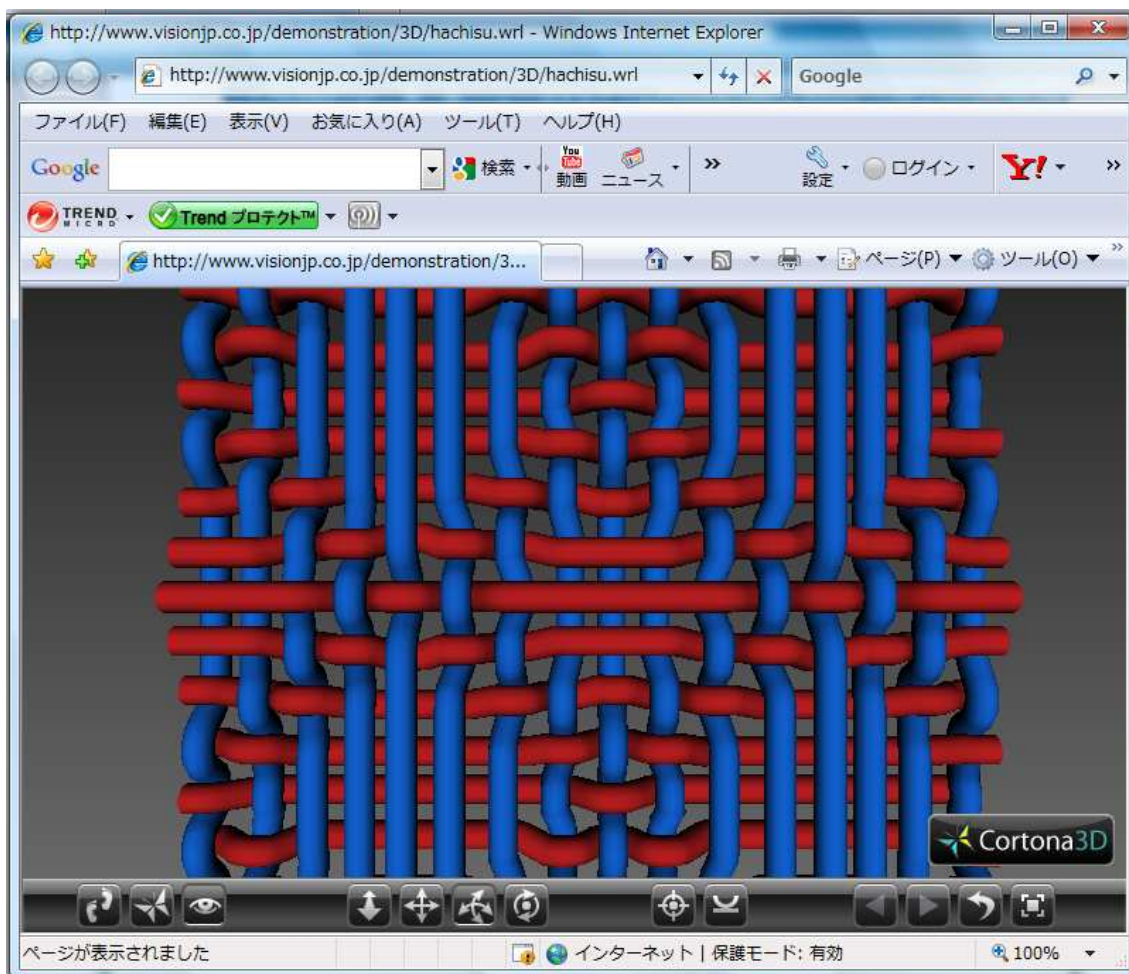 http://www.visionjp.co.jp/demonstration/3D/hachisu.wrl - Windows Internet Explorer
http://www.visionjp.co.jp/demonstration/3D/hachisu.wrl Google
ファイル(F) 編集(E) 表示(V) お気に入り(A) ツール(T) ヘルプ(H)
Google 検索 You Tube 動画 ニュース » 設定 ログイン Y! »
TREND MICRO Trend プロテクト™
http://www.visionjp.co.jp/demonstration/3... ページ(P) ツール(O) »
Cortona3D
ページが表示されました インターネット | 保護モード: 有効 100%